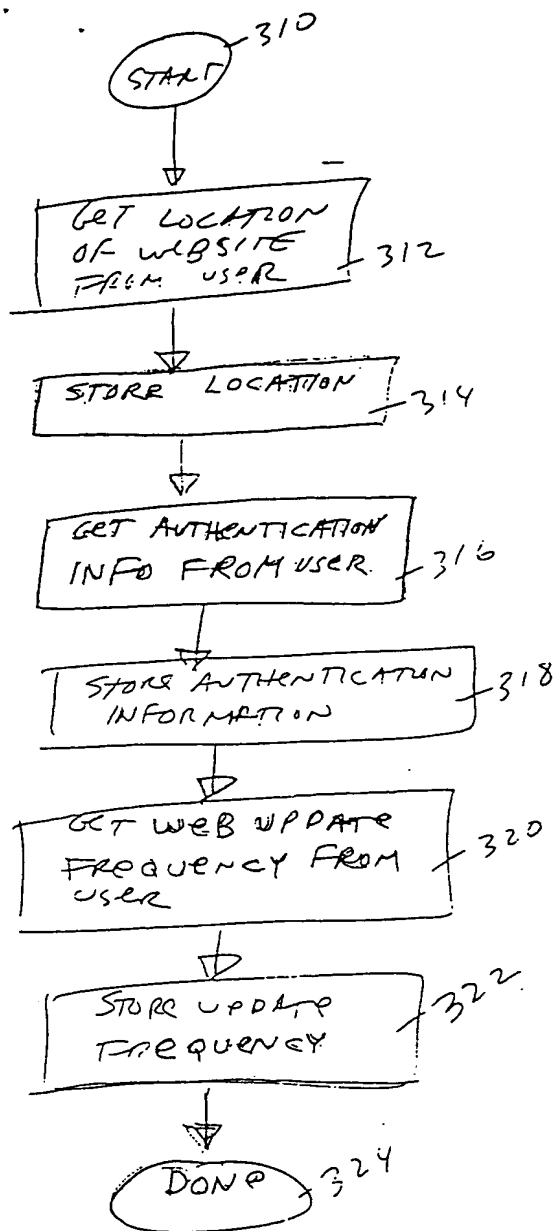 310
START
GET LOCATION
OF WEBSITE
FROM USER
312
STORE LOCATION
314
GET AUTHENTICATION
INFO FROM USER
316
STORE AUTHENTICATION
INFORMATION
318
GET WEB UPDATE
FREQUENCY FROM
USER
320
STORE UPDATE
FREQUENCY
322
DONE
324